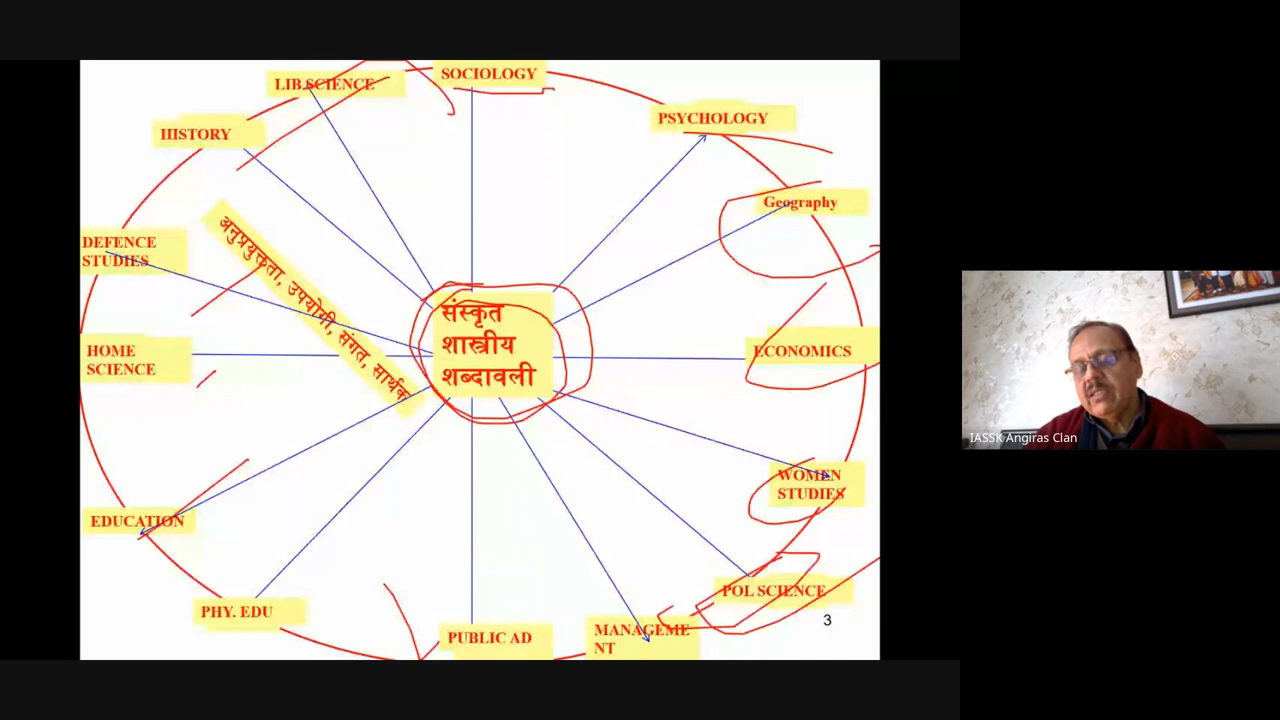 LIB.SCIENCE
SOCIOLOGY
PSYCHOLOGY
HISTORY
Geography
DEFENCE
STUDIES
अनुप्रयुक्तता, उपयोगी, संगत, सार्थक
संस्कृत
शास्त्रीय
शब्दावली
HOME
SCIENCE
ECONOMICS
IASSK Angiras Clan
WOMEN
STUDIES
EDUCATION
POL SCIENCE
PHY. EDU
PUBLIC AD
MANAGEME
NT
3